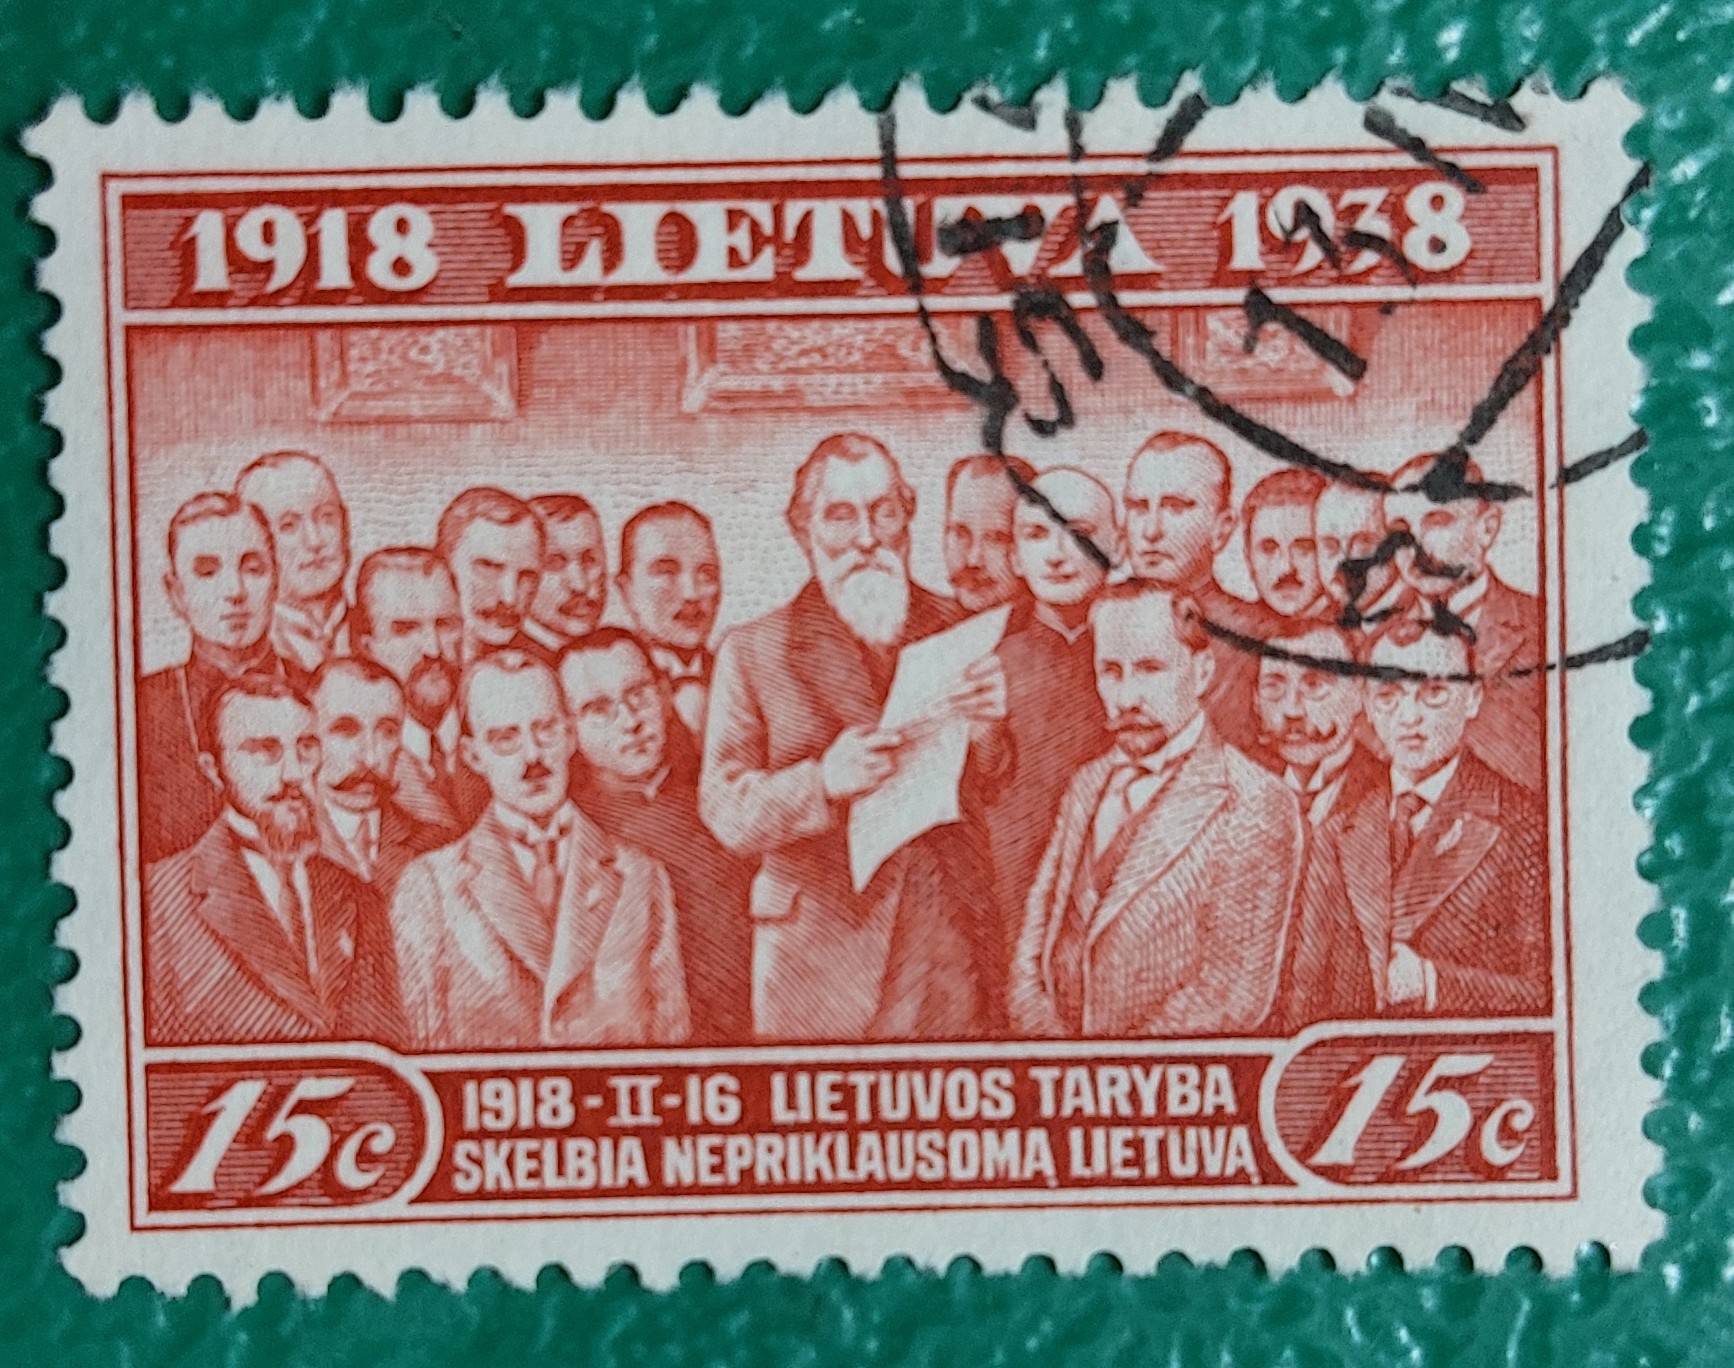 1918 LIETUVA 1938
15c 1918-II-16 LIETUVOS TARYBA 15c
SKELBIA NEPRIKLAUSOMĄ LIETUVĄ